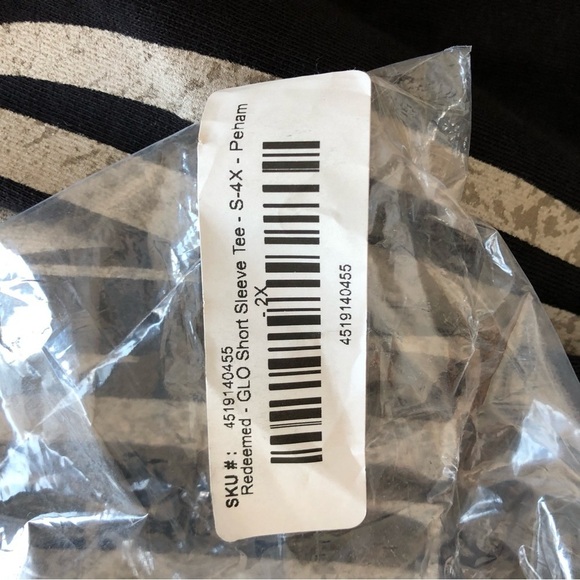 SKU #: 4519140455
Redeemed - GLO Short Sleeve Tee - S-4X - Peham
- 2X
4519140455